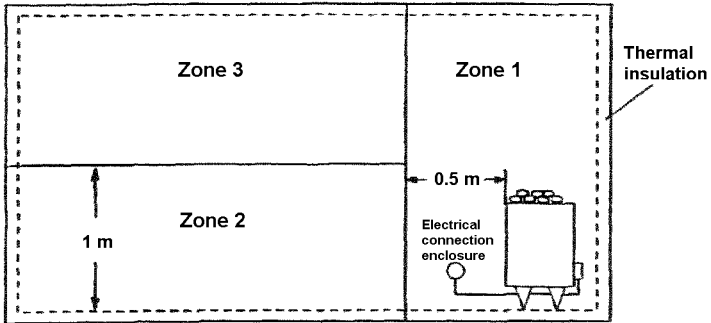 Zone 3
Zone 1
Thermal
insulation
0.5 m
Zone 2
1 m
Electrical
connection
enclosure